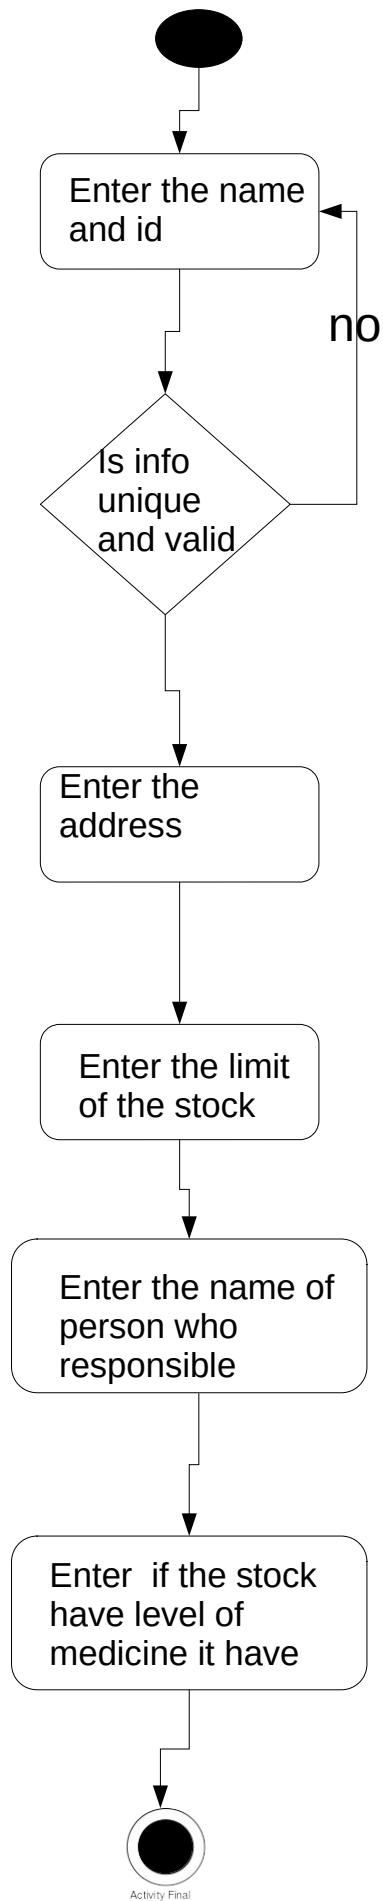 Enter the name
and id
no
Is info
unique
and valid
Enter the
address
Enter the limit
of the stock
Enter the name of
person who
responsible
Enter  if the stock
have level of
medicine it have
Activity Final